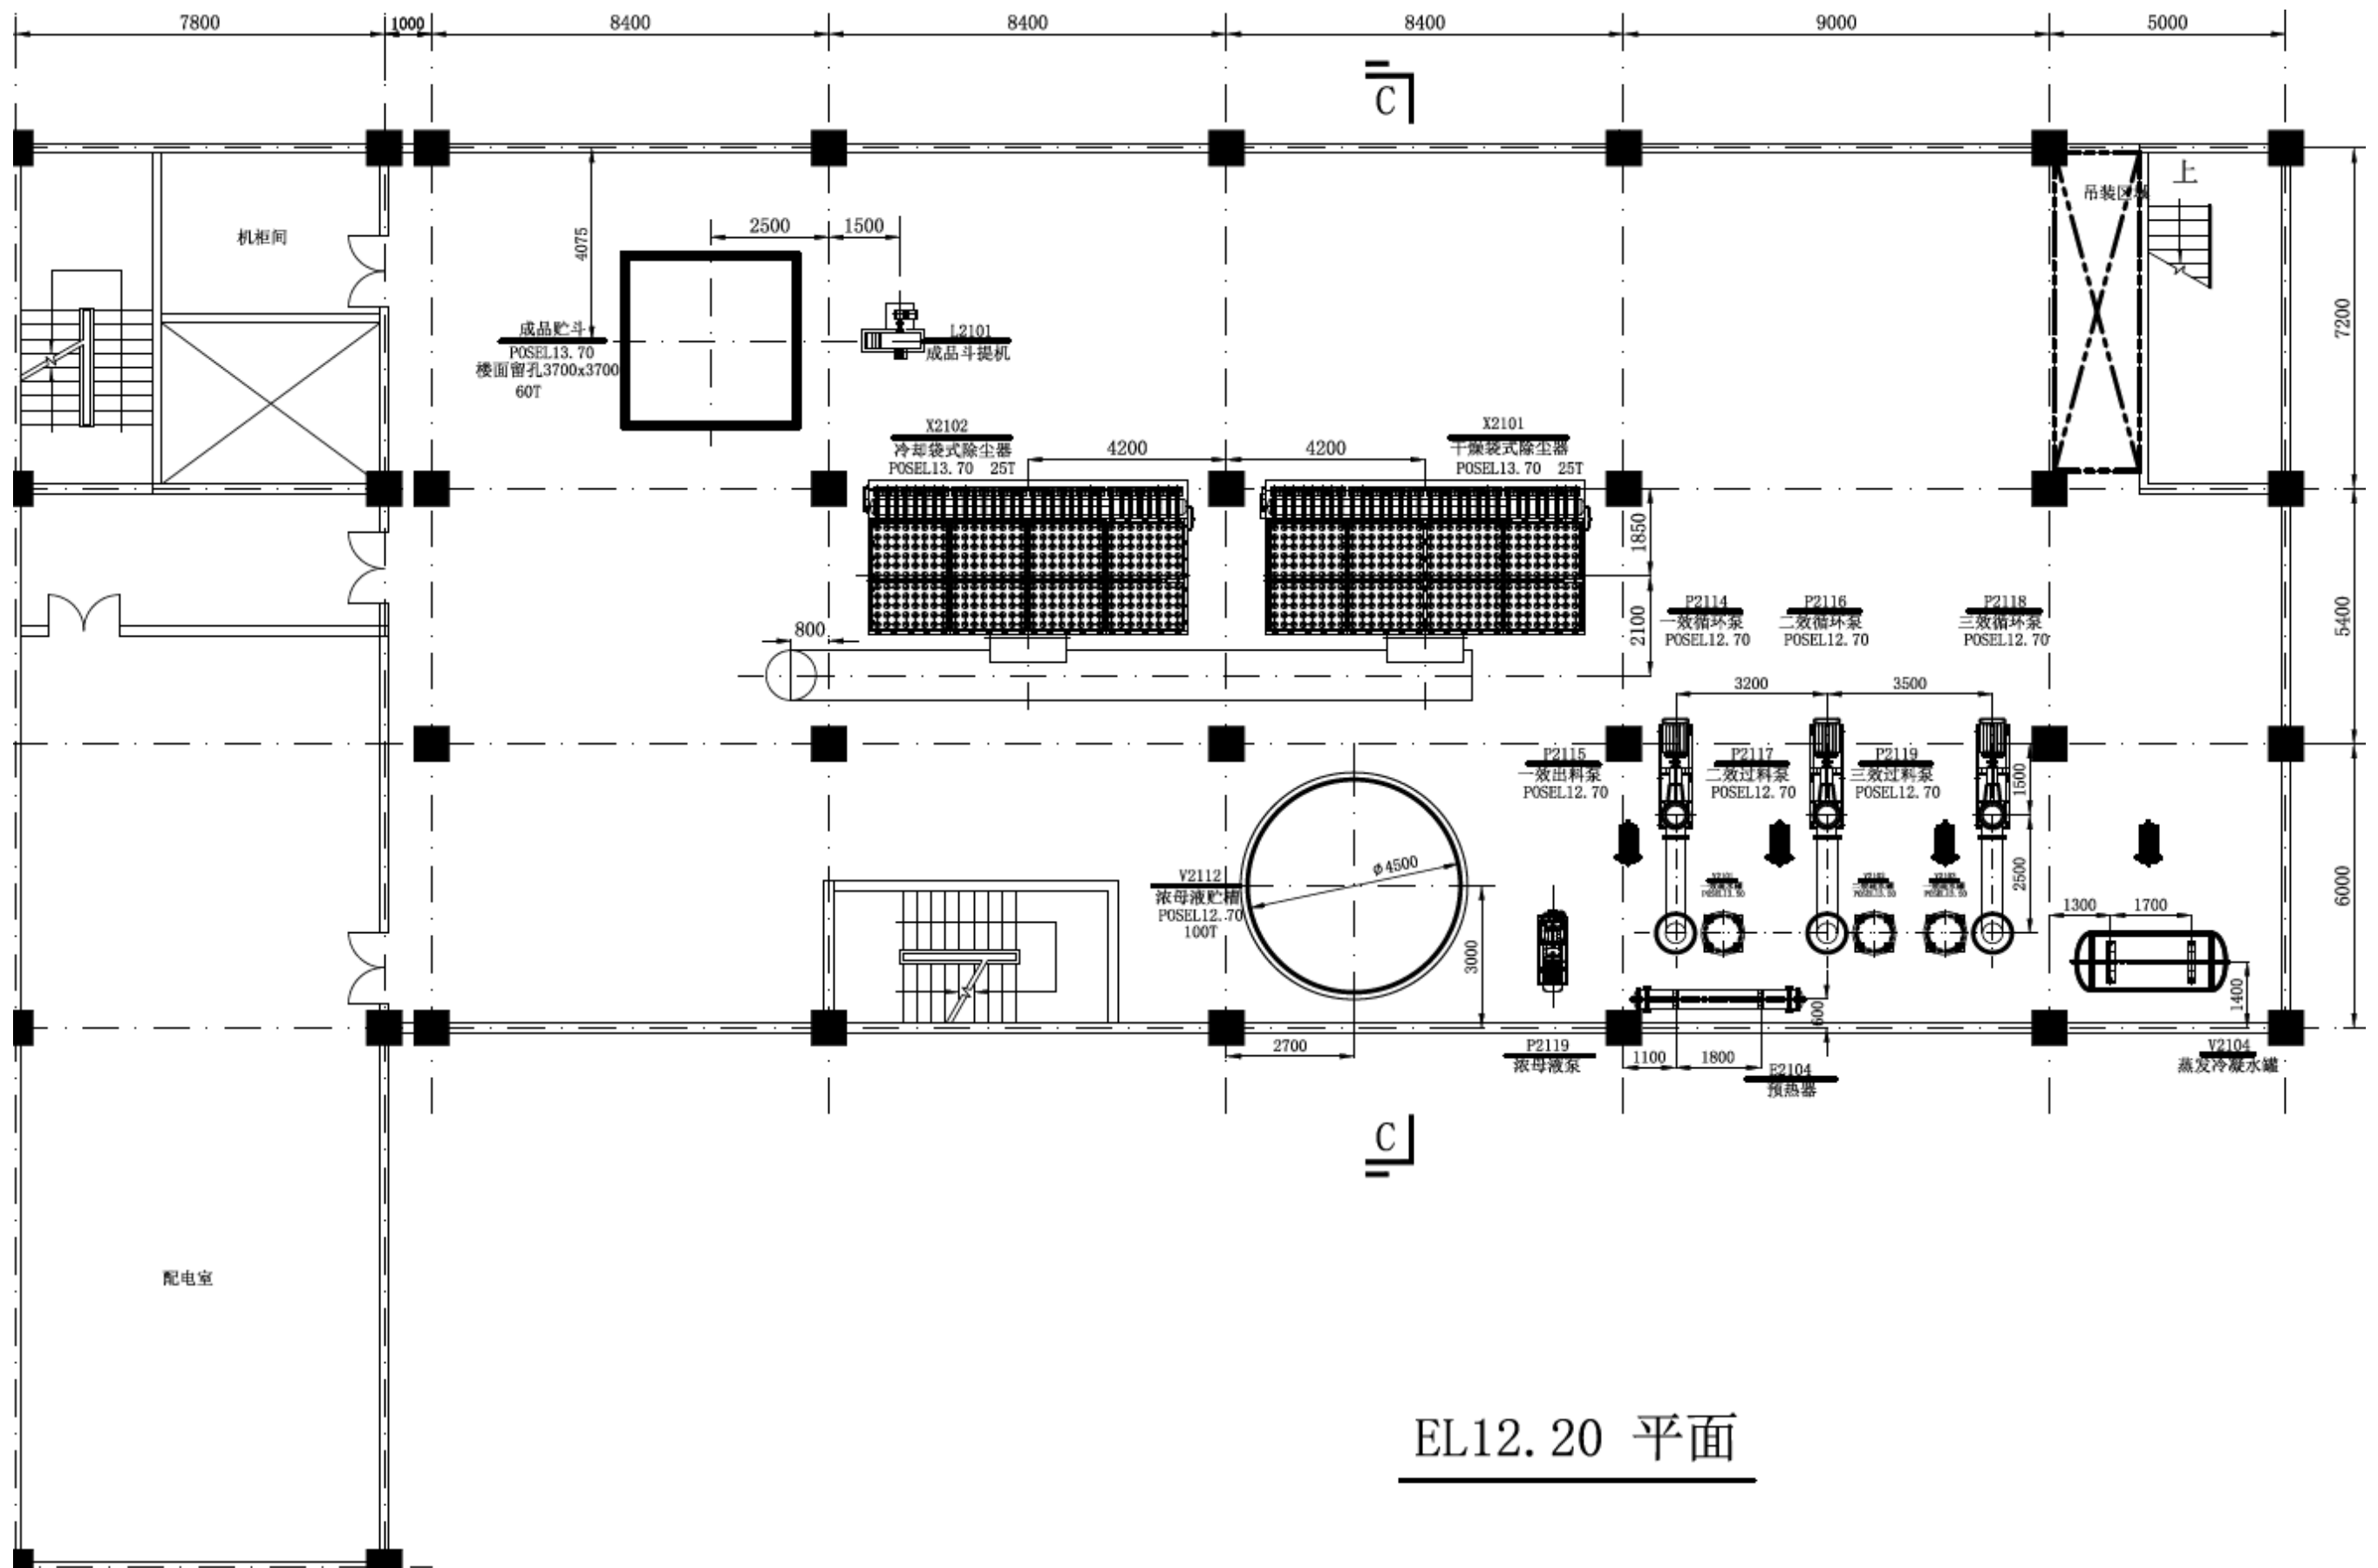 7800
1000
8400
8400
8400
9000
5000
C
上
吊装区域
机柜间
4075
2500
1500
7200
成品贮斗
POSEL13.70
楼面留孔3700x3700
60T
L2101
成品斗提机
X2102
冷却袋式除尘器
POSEL13.70 25T
4200
4200
X2101
干燥袋式除尘器
POSEL13.70 25T
1850
2100
5400
800
P2114
一效循环泵
POSEL12.70
P2116
二效循环泵
POSEL12.70
P2118
三效循环泵
POSEL12.70
3200
3500
P2115
一效出料泵
POSEL12.70
P2117
二效过料泵
POSEL12.70
P2119
三效过料泵
POSEL12.70
1500
2500
6000
V2112
浓母液贮槽
POSEL12.70
100T
ϕ4500
3000
1300
1700
1400
600
2700
P2119
浓母液泵
1100
1800
E2104
预热器
V2104
蒸发冷凝水罐
C
配电室
EL12.20 平面